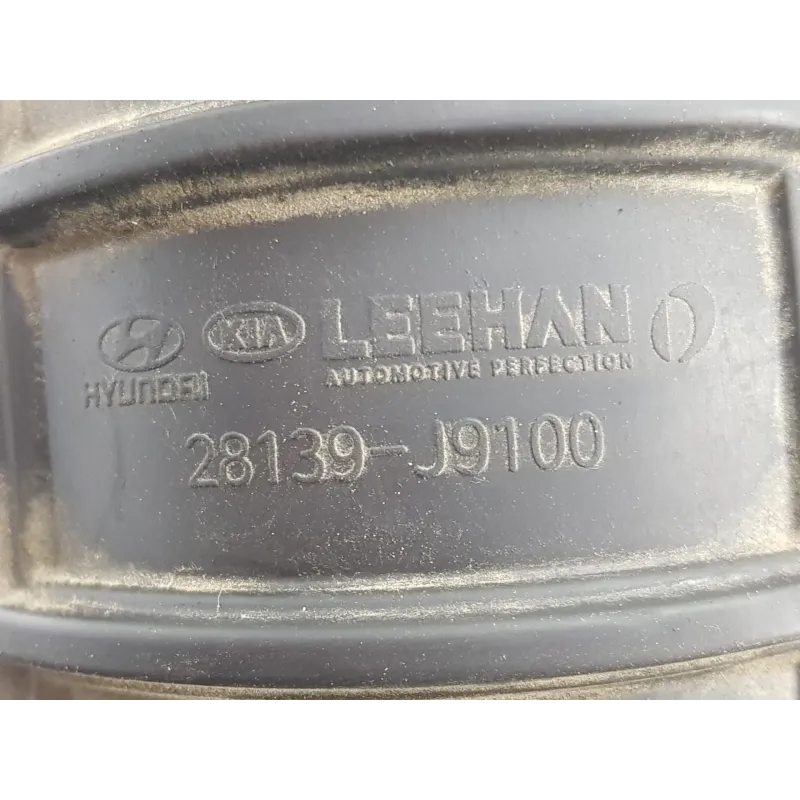 HYUNDAI KIA LEEHAN
AUTOMOTIVE PERFECTION
28139-J9100